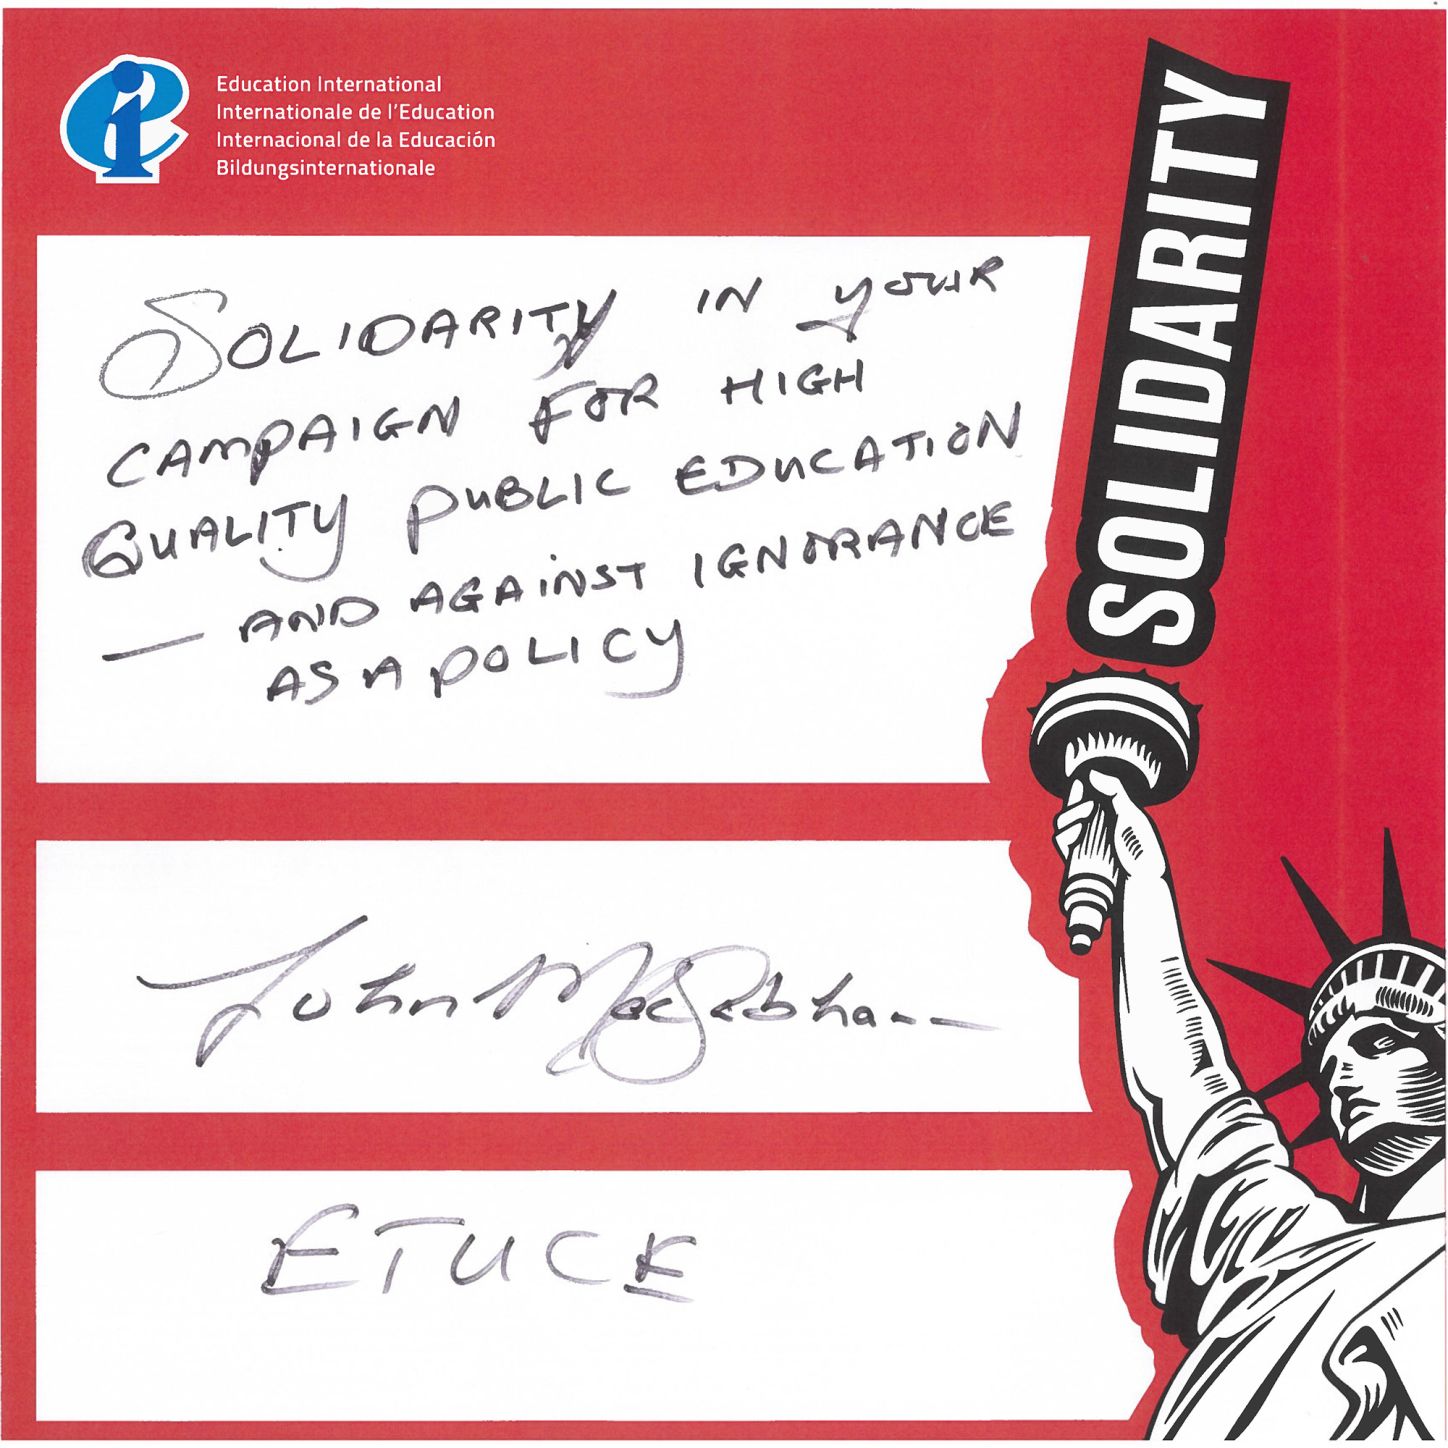 Education International
Internationale de l'Education
Internacional de la Educación
Bildungsinternationale
SOLIDARITY
SOLIDARITY IN YOUR
CAMPAIGN FOR HIGH
QUALITY PUBLIC EDUCATION
— AND AGAINST IGNORANCE
AS A POLICY
John
ETUCE